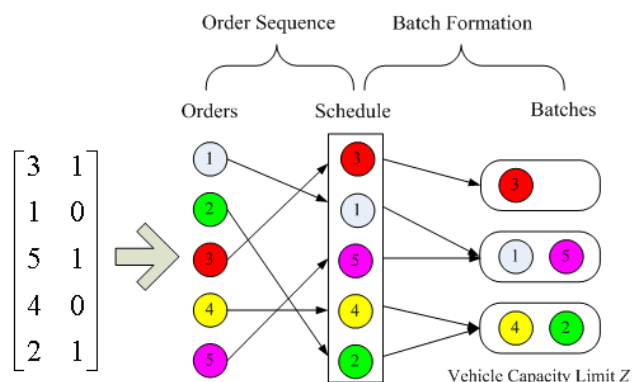 Order Sequence Batch Formation
Orders Schedule Batches
3 1
1 0
5 1
4 0
2 1
1 3 3
2 1
3 5 1 5
4 4 4 2
5 2
Vehicle Capacity Limit Z